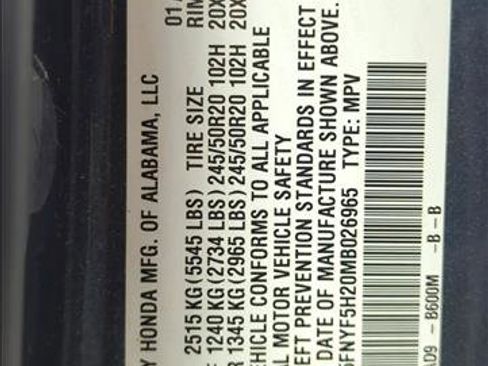 Y HONDA MFG. OF ALABAMA, LLC 01
2515 KG (5545 LBS) TIRE SIZE RIM
1240 KG (2734 LBS) 245/50R20 102H 20X
R 1345 KG (2965 LBS) 245/50R20 102H 20X
EHICLE CONFORMS TO ALL APPLICABLE
AL MOTOR VEHICLE SAFETY
EFT PREVENTION STANDARDS IN EFFECT
DATE OF MANUFACTURE SHOWN ABOVE.
5FNYF5H20MB026965 TYPE: MPV
AD9 - B600M -B - B